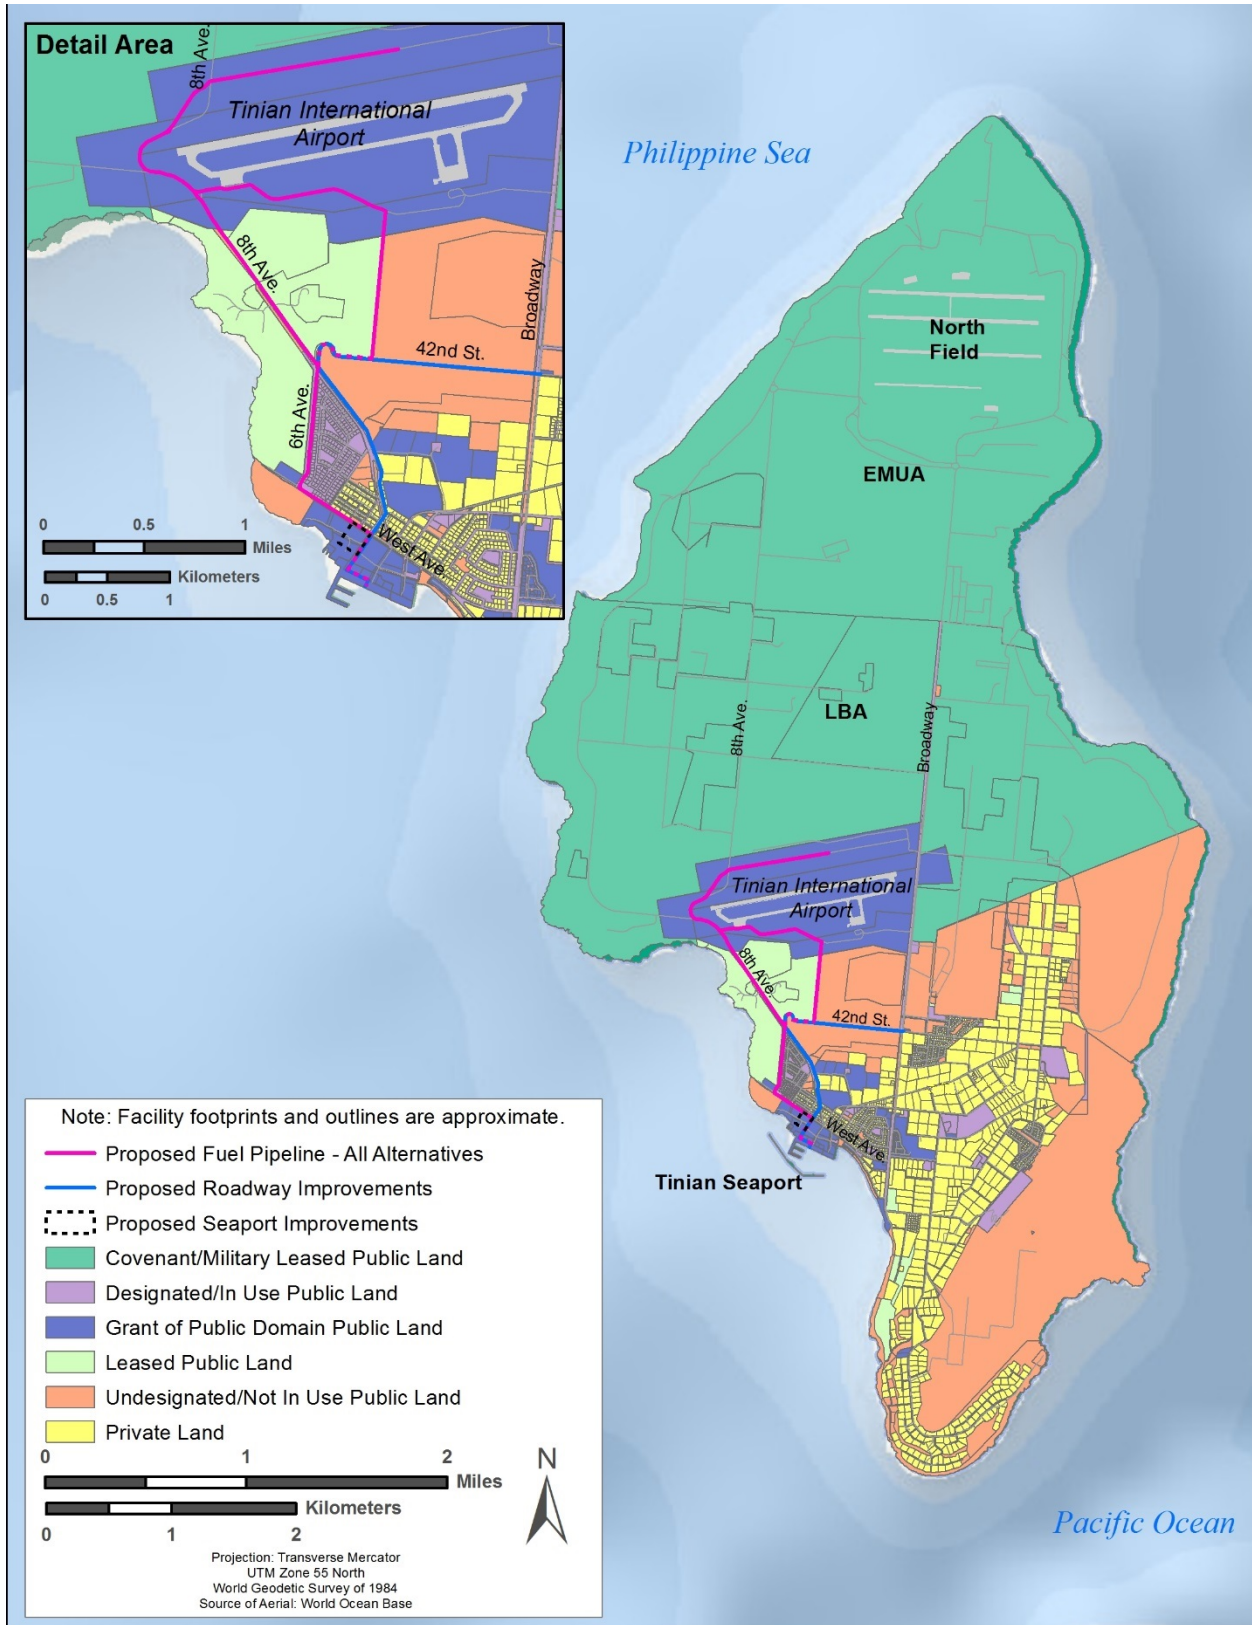 Detail Area
8th Ave.
Tinian International
Airport
8th Ave.
Broadway
42nd St.
6th Ave.
West Ave.
0 0.5 1
Miles
Kilometers
0 0.5 1
Philippine Sea
North
Field
EMUA
LBA
8th Ave.
Broadway
Tinian International
Airport
8th Ave.
42nd St.
West Ave.
Tinian Seaport
Note: Facility footprints and outlines are approximate.
Proposed Fuel Pipeline - All Alternatives
Proposed Roadway Improvements
Proposed Seaport Improvements
Covenant/Military Leased Public Land
Designated/In Use Public Land
Grant of Public Domain Public Land
Leased Public Land
Undesignated/Not In Use Public Land
Private Land
0 1 2
Miles
Kilometers
0 1 2
N
Projection: Transverse Mercator
UTM Zone 55 North
World Geodetic Survey of 1984
Source of Aerial: World Ocean Base
Pacific Ocean